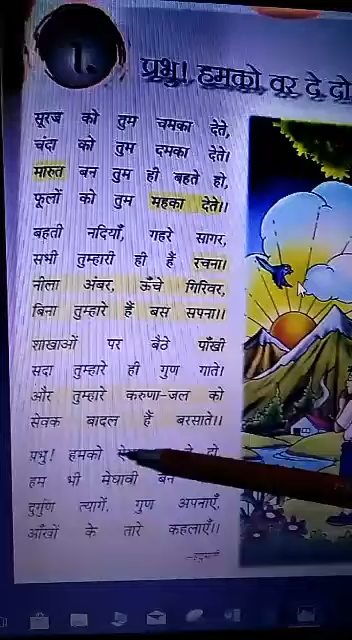 1.
प्रभु! हमको वर दे दो
सूरज को तुम चमका देते,
चंदा को तुम दमका देते।
मारुत बन तुम ही बहते हो,
फूलों को तुम महका देते।।
बहती नदियाँ, गहरे सागर,
सभी तुम्हारी ही हैं रचना।
नीला अंबर, ऊँचे गिरिवर,
बिना तुम्हारे हैं बस सपना।।
शाखाओं पर बैठे पाँखी
सदा तुम्हारे ही गुण गाते।
और तुम्हारे करुणा-जल को
सेवक बादल हैं बरसाते।।
प्रभु! हमको दो
हम भी मेधावी बन
दुर्गुण त्यागें, गुण अपनाएँ,
आँखों के तारे कहलाएँ।।